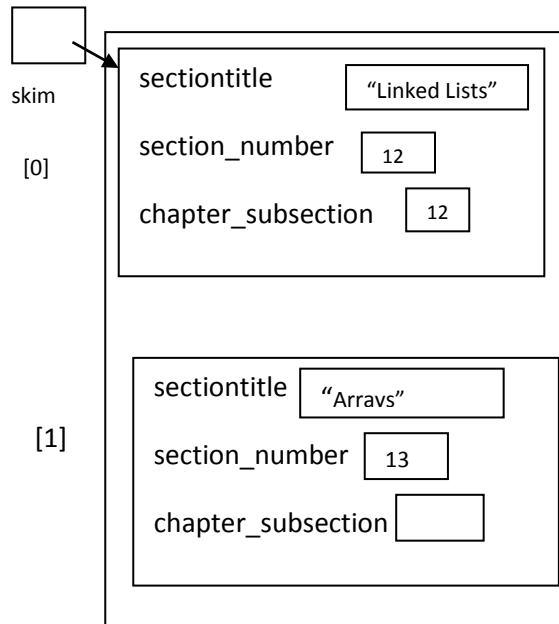 skim
[0]
sectiontitle “Linked Lists”
section_number 12
chapter_subsection 12
[1]
sectiontitle “Arravs”
section_number 13
chapter_subsection